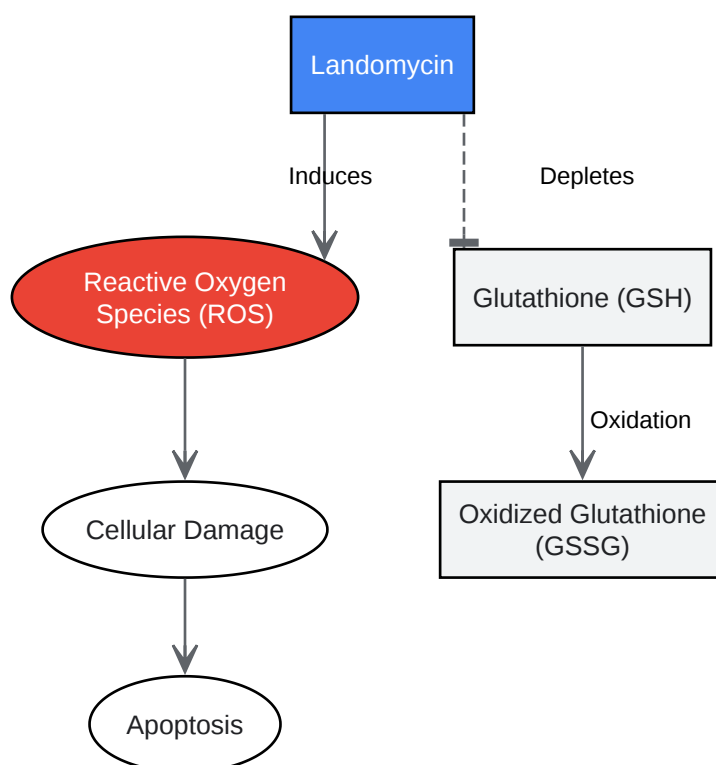 Landomycin
Induces
Depletes
Reactive Oxygen
Species (ROS)
Glutathione (GSH)
Oxidation
Cellular Damage
Oxidized Glutathione
(GSSG)
Apoptosis